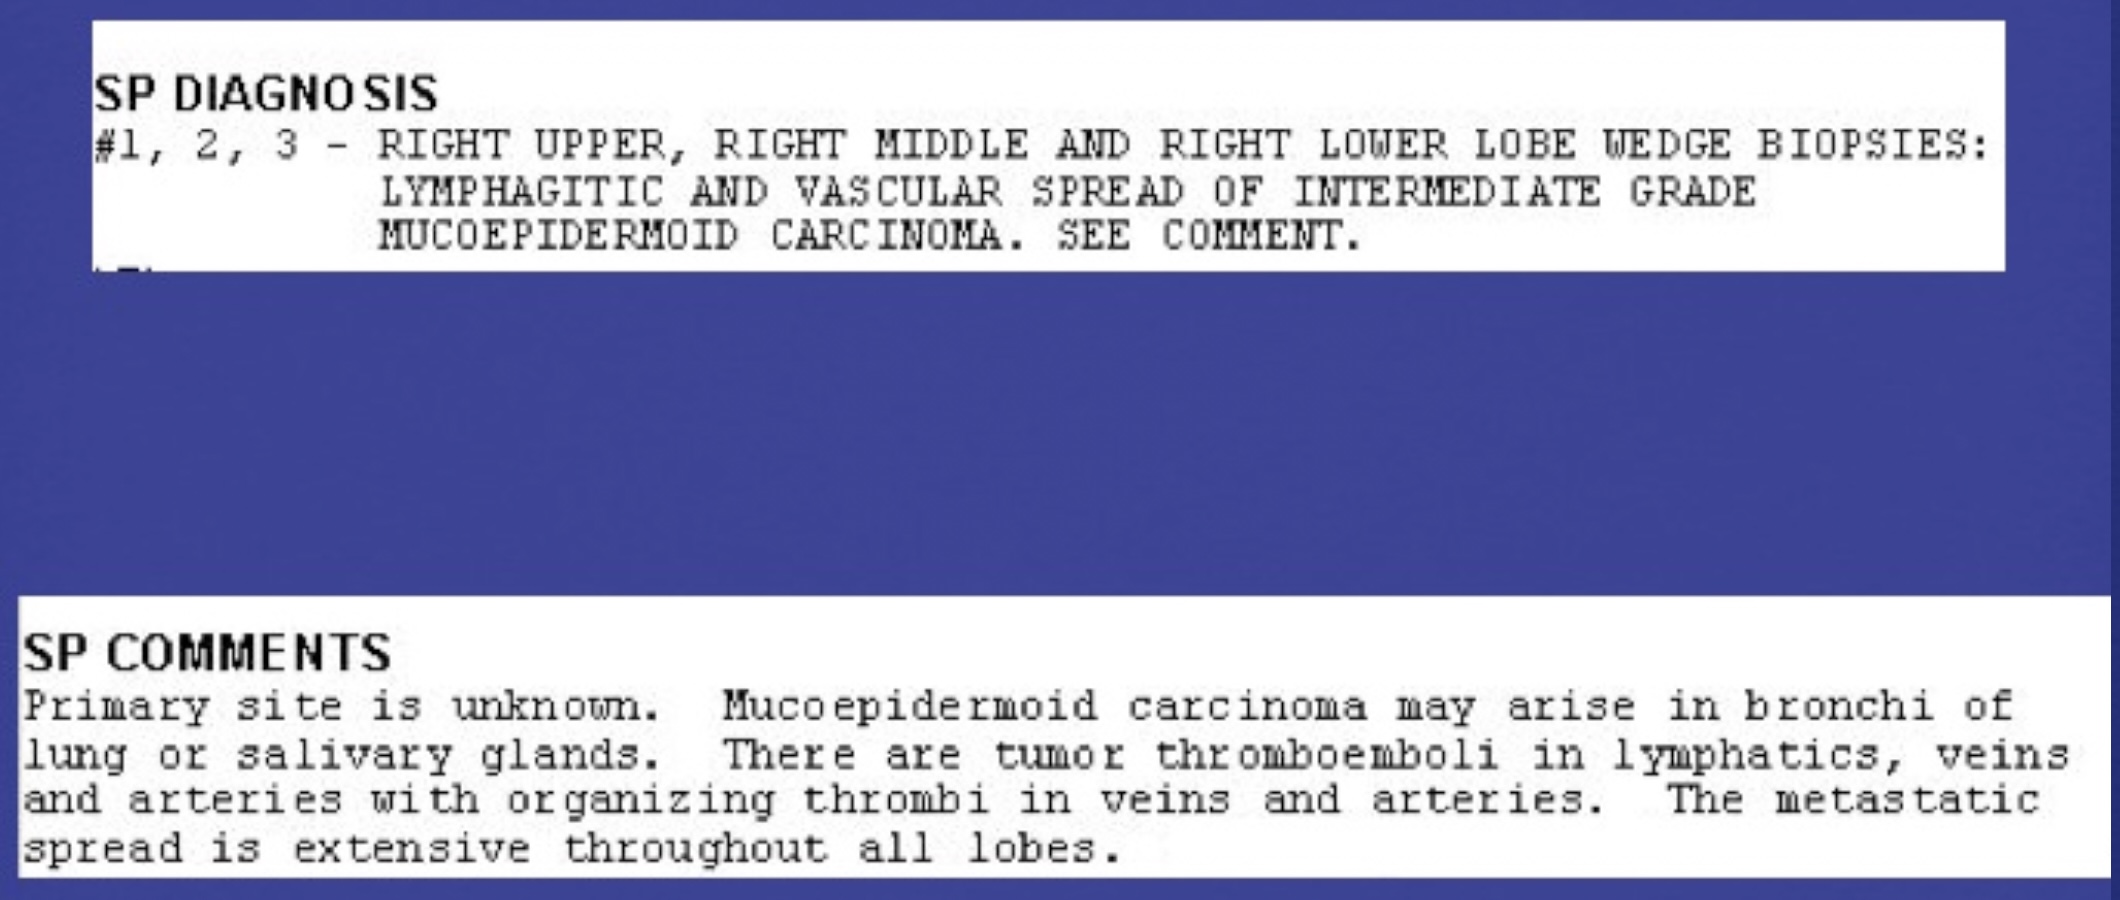 SP DIAGNOSIS
#1, 2, 3 - RIGHT UPPER, RIGHT MIDDLE AND RIGHT LOWER LOBE WEDGE BIOPSIES:
LYMPHAGITIC AND VASCULAR SPREAD OF INTERMEDIATE GRADE
MUCOEPIDERMOID CARCINOMA. SEE COMMENT.
SP COMMENTS
Primary site is unknown. Mucoepidermoid carcinoma may arise in bronchi of
lung or salivary glands. There are tumor thromboemboli in lymphatics, veins
and arteries with organizing thrombi in veins and arteries. The metastatic
spread is extensive throughout all lobes.